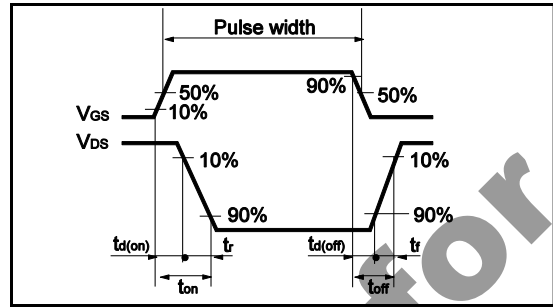 Pulse width
90%
50%
50%
10%
VGS
VDS
10%
10%
90%
90%
td(on)
tr
td(off)
tf
ton
toff
for